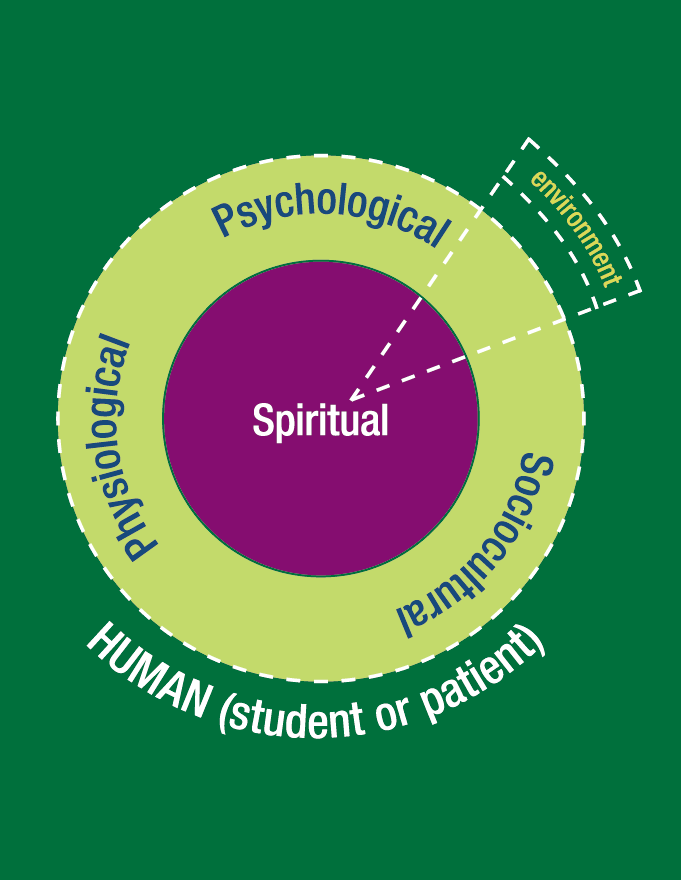 Psychological
environment
Physiological
Spiritual
Sociocultural
HUMAN (student or patient)